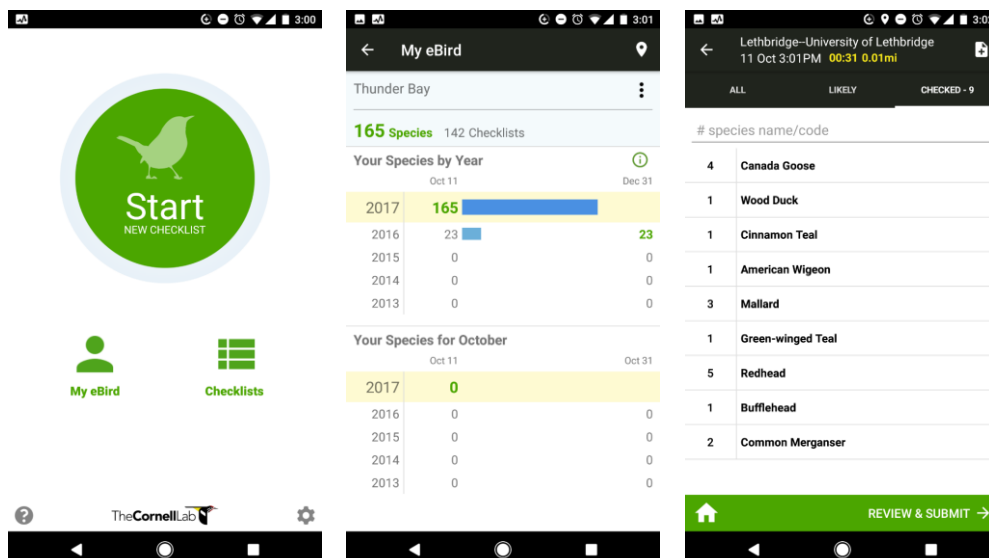 3:00
Start
NEW CHECKLIST
My eBird Checklists
TheCornellLab
3:01
My eBird
Thunder Bay
165 Species 142 Checklists
Your Species by Year
Oct 11 Dec 31
2017 165
2016 23 23
2015 0 0
2014 0 0
2013 0 0
Your Species for October
Oct 11 Oct 31
2017 0
2016 0 0
2015 0 0
2014 0 0
2013 0 0
Lethbridge–University of Lethbridge
11 Oct 3:01PM 00:31 0.01mi
ALL LIKELY CHECKED - 9
# species name/code
4 Canada Goose
1 Wood Duck
1 Cinnamon Teal
1 American Wigeon
3 Mallard
1 Green-winged Teal
5 Redhead
1 Bufflehead
2 Common Merganser
REVIEW & SUBMIT